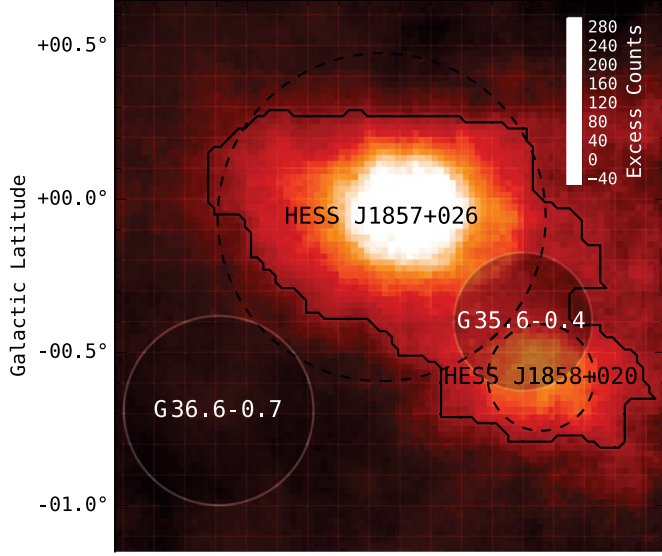 +00.5°
+00.0°
-00.5°
-01.0°
Galactic Latitude
280
240
200
160
120
80
40
0
−40
Excess Counts
HESS J1857+026
G35.6-0.4
HESS J1858+020
G36.6-0.7